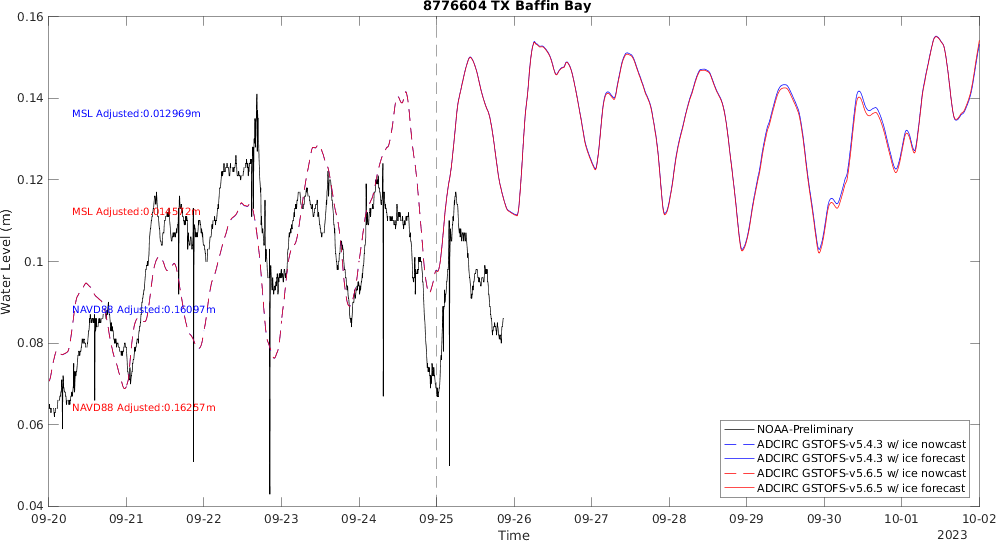 8776604 TX Baffin Bay
0.16
0.14
0.12
0.1
0.08
0.06
0.04
Water Level (m)
MSL Adjusted:0.012969m
MSL Adjusted:0.014572m
NAVD88 Adjusted:0.16097m
NAVD88 Adjusted:0.16257m
NOAA-Preliminary
ADCIRC GSTOFS-v5.4.3 w/ ice nowcast
ADCIRC GSTOFS-v5.4.3 w/ ice forecast
ADCIRC GSTOFS-v5.6.5 w/ ice nowcast
ADCIRC GSTOFS-v5.6.5 w/ ice forecast
09-20 09-21 09-22 09-23 09-24 09-25 09-26 09-27 09-28 09-29 09-30 10-01 10-02
Time
2023